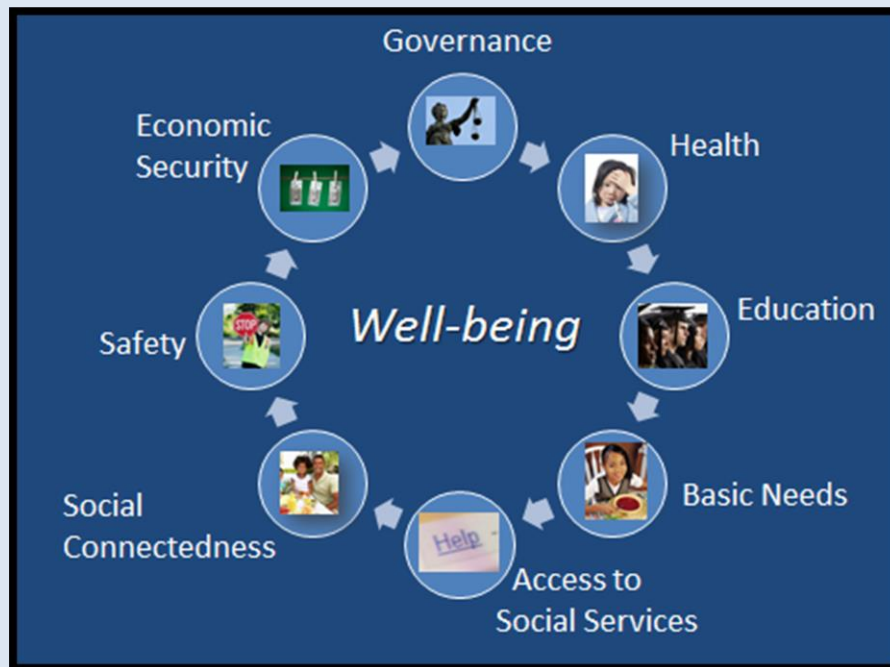 Governance
Health
Education
Basic Needs
Access to
Social Services
Social
Connectedness
Safety
Economic
Security
Well-being
STOP
Help